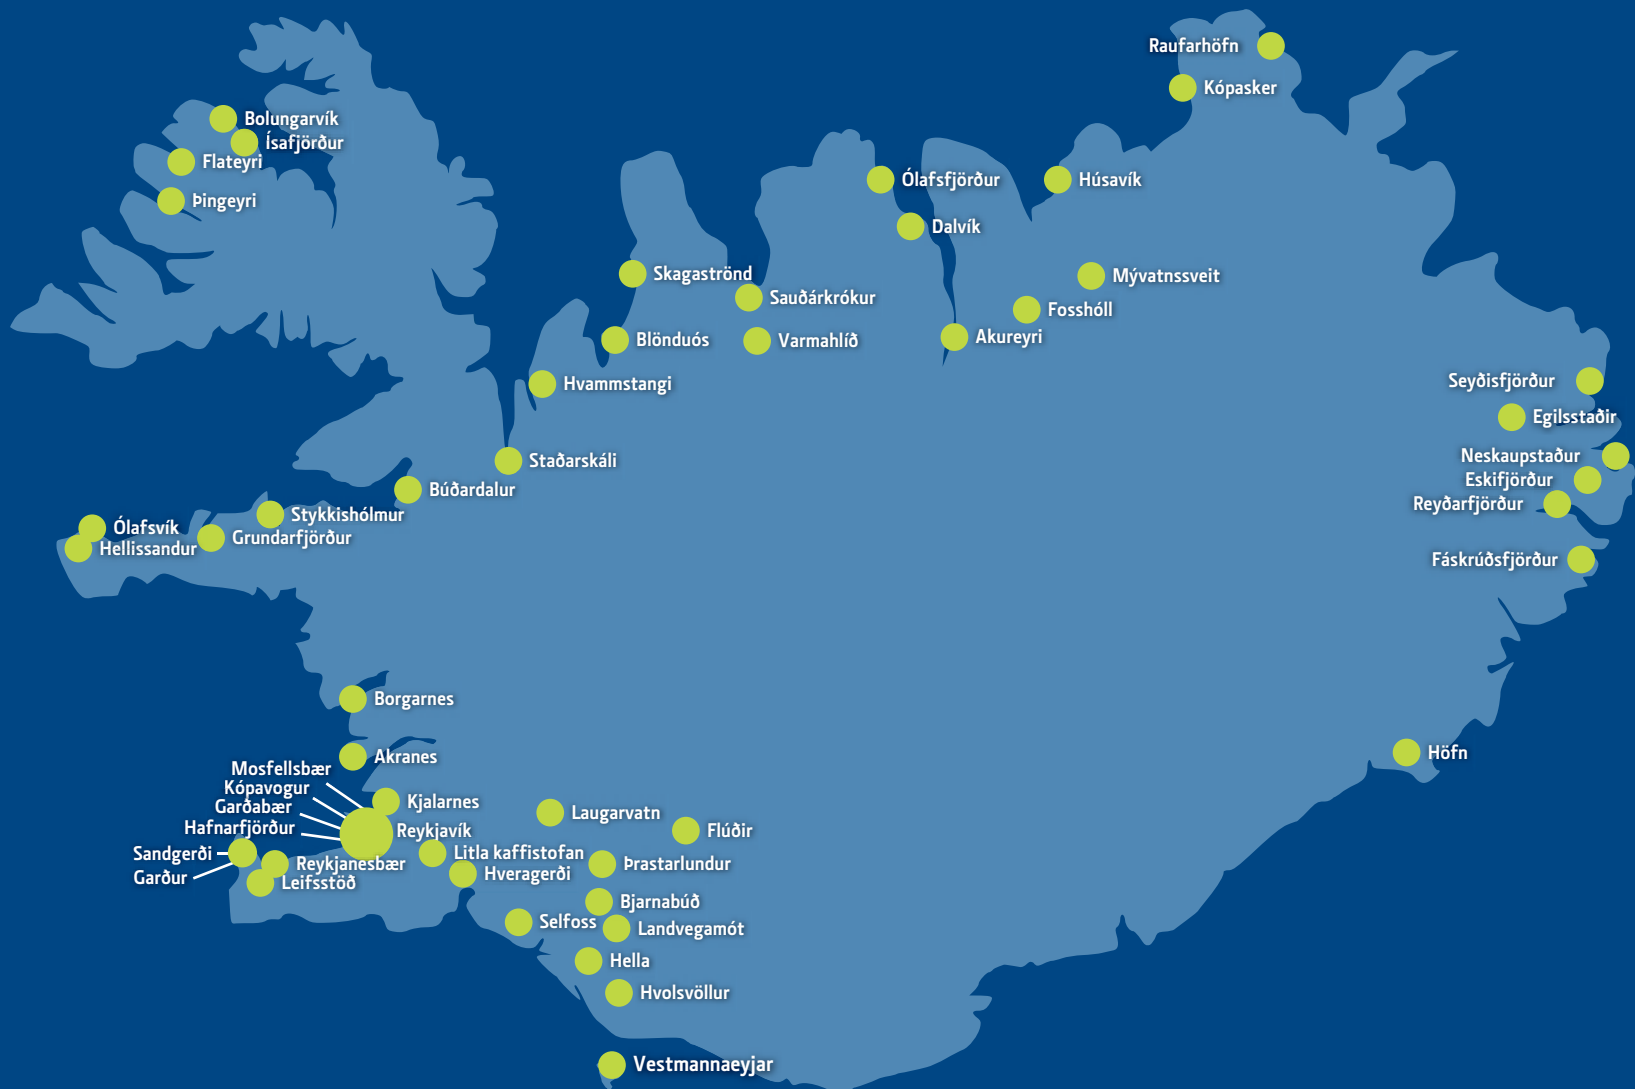 Raufarhöfn
Kópasker
Bolungarvík
Ísafjörður
Flateyri
Þingeyri
Ólafsfjörður
Húsavík
Dalvík
Skagaströnd
Mývatnssveit
Sauðárkrókur
Fosshóll
Blönduós
Varmahlíð
Akureyri
Hvammstangi
Seyðisfjörður
Egilsstaðir
Staðarskáli
Neskaupstaður
Eskifjörður
Búðardalur
Reyðarfjörður
Stykkishólmur
Ólafsvík
Grundarfjörður
Hellissandur
Fáskrúðsfjörður
Borgarnes
Höfn
Akranes
Mosfellsbær
Kópavogur
Kjalarnes
Garðabær
Laugarvatn
Hafnarfjörður
Reykjavík
Flúðir
Sandgerði
Litla kaffistofan
Reykjanesbær
Þrastarlundur
Hveragerði
Garður
Leifsstöð
Bjarnabúð
Selfoss
Landvegamót
Hella
Hvolsvöllur
Vestmannaeyjar